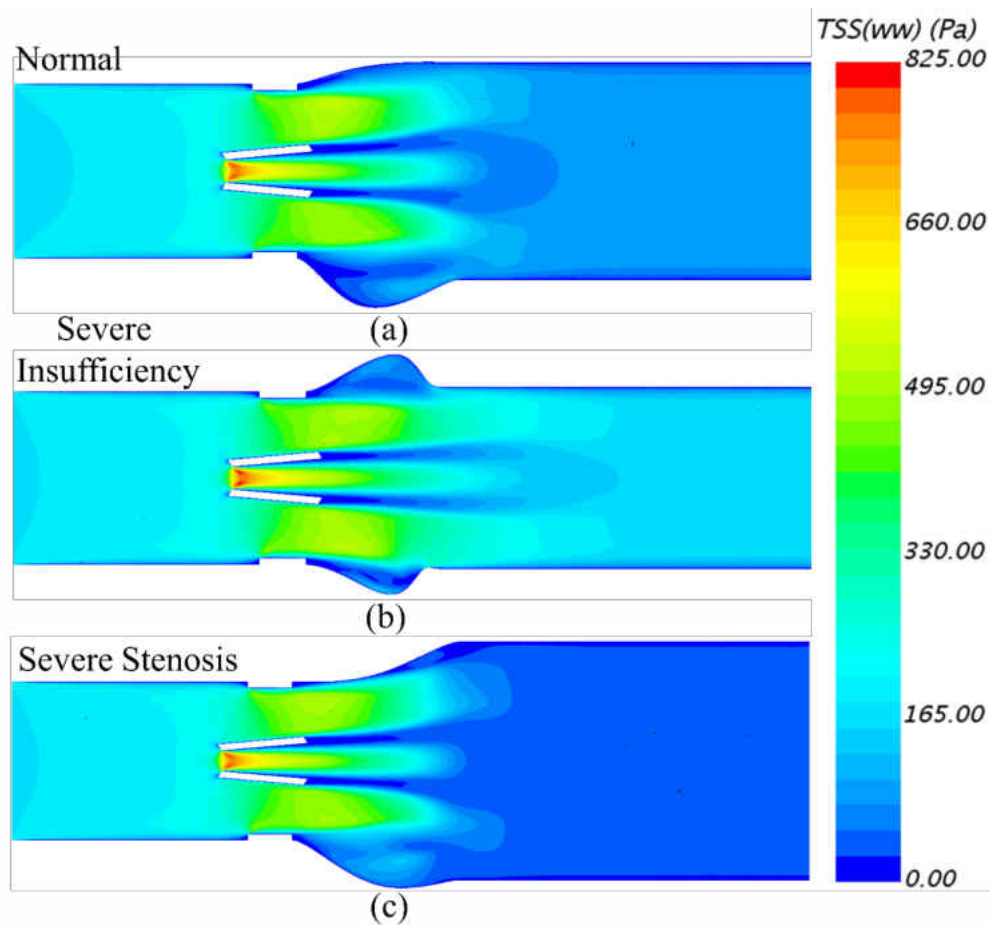 TSS(ww) (Pa)
Normal
825.00
660.00
(a)
Severe
Insufficiency
495.00
330.00
(b)
Severe Stenosis
165.00
0.00
(c)